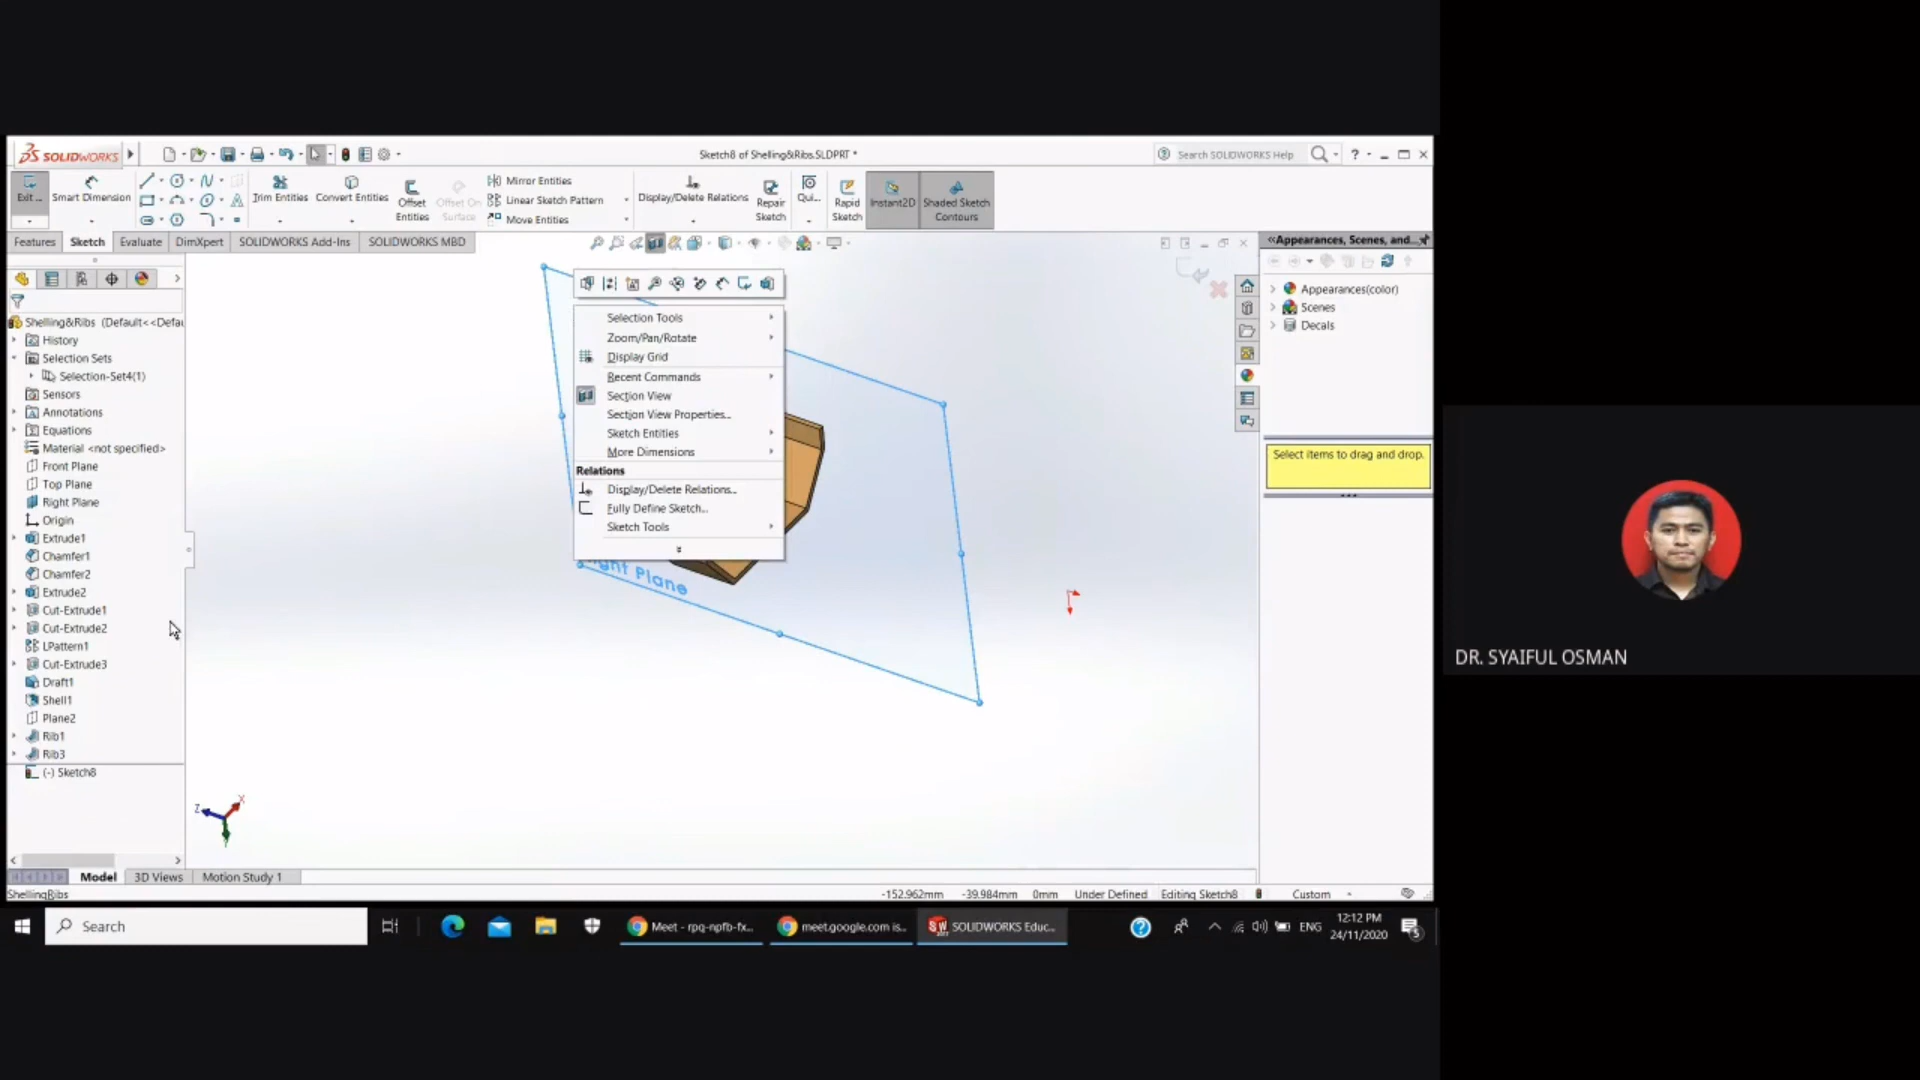 SOLIDWORKS
Sketch8 of Shelling&Ribs.SLDPRT *
Search SOLIDWORKS Help
Exit ...
Smart Dimension
Trim Entities
Convert Entities
Offset Entities
Offset On Surface
Mirror Entities
Linear Sketch Pattern
Move Entities
Display/Delete Relations
Repair Sketch
Qui...
Rapid Sketch
Instant2D
Shaded Sketch Contours
Features
Sketch
Evaluate
DimXpert
SOLIDWORKS Add-Ins
SOLIDWORKS MBD
«Appearances, Scenes, and...
Shelling&Ribs (Default<<Defau
History
Selection Sets
Selection-Set4(1)
Sensors
Annotations
Equations
Material <not specified>
Front Plane
Top Plane
Right Plane
Origin
Extrude1
Chamfer1
Chamfer2
Extrude2
Cut-Extrude1
Cut-Extrude2
LPattern1
Cut-Extrude3
Draft1
Shell1
Plane2
Rib1
Rib3
(-) Sketch8
Selection Tools
Zoom/Pan/Rotate
Display Grid
Recent Commands
Section View
Section View Properties...
Sketch Entities
More Dimensions
Relations
Display/Delete Relations...
Fully Define Sketch...
Sketch Tools
Plane
Z
X
Appearances(color)
Scenes
Decals
Select items to drag and drop.
Model
3D Views
Motion Study 1
ShellingRibs
-152.962mm
-39.984mm
0mm
Under Defined
Editing Sketch8
Custom
Search
Meet - rpq-npfb-fx...
meet.google.com is...
SOLIDWORKS Educ...
ENG
12:12 PM
24/11/2020
5
DR. SYAIFUL OSMAN